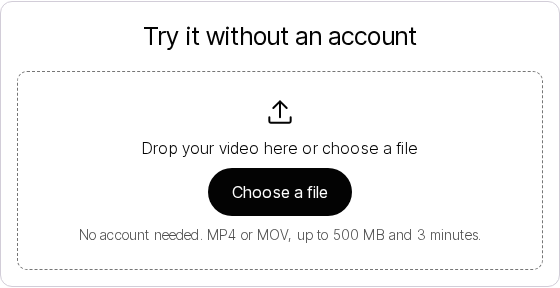 Try it without an account
Drop your video here or choose a file
Choose a file
No account needed. MP4 or MOV, up to 500 MB and 3 minutes.